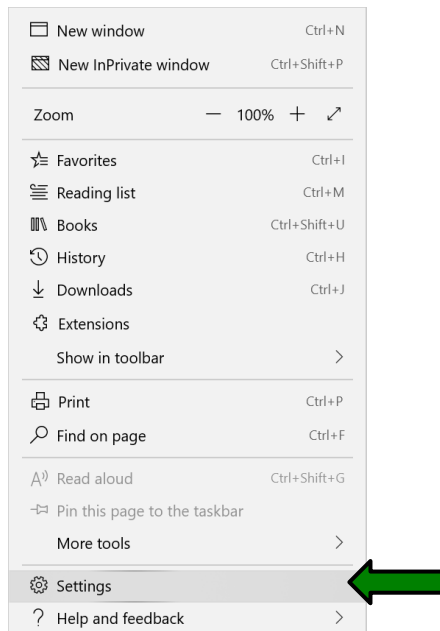 New window Ctrl+N
New InPrivate window Ctrl+Shift+P
Zoom — 100% +
Favorites Ctrl+I
Reading list Ctrl+M
Books Ctrl+Shift+U
History Ctrl+H
Downloads Ctrl+J
Extensions
Show in toolbar
Print Ctrl+P
Find on page Ctrl+F
Read aloud Ctrl+Shift+G
Pin this page to the taskbar
More tools
Settings
Help and feedback